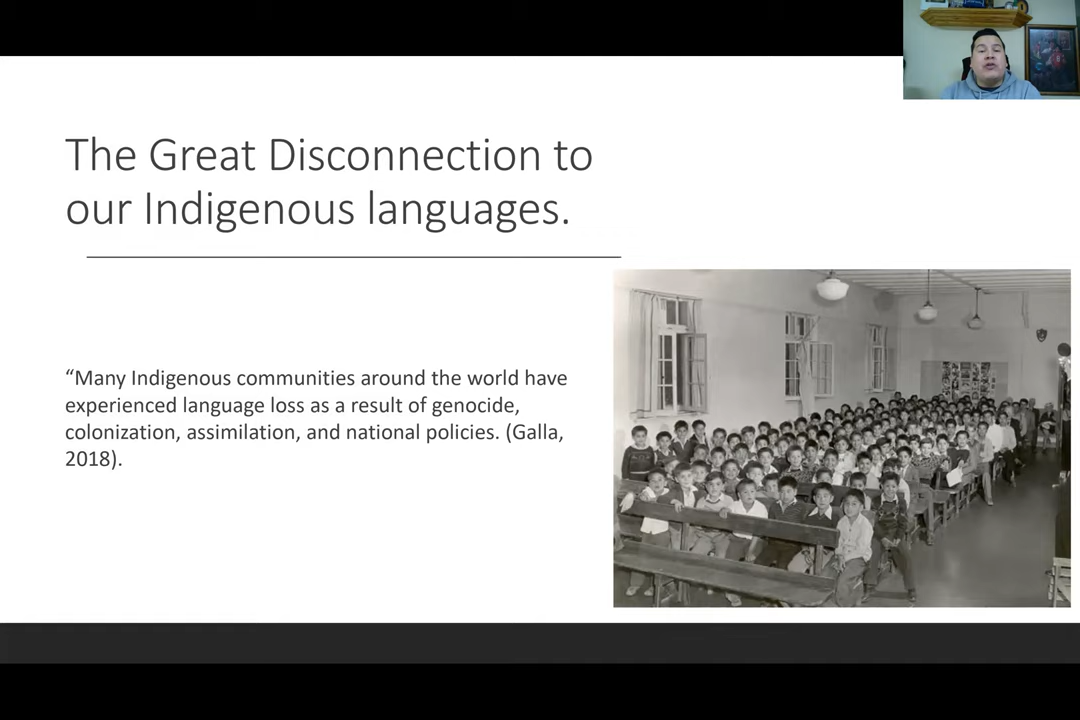 The Great Disconnection to
our Indigenous languages.
“Many Indigenous communities around the world have
experienced language loss as a result of genocide,
colonization, assimilation, and national policies. (Galla,
2018).